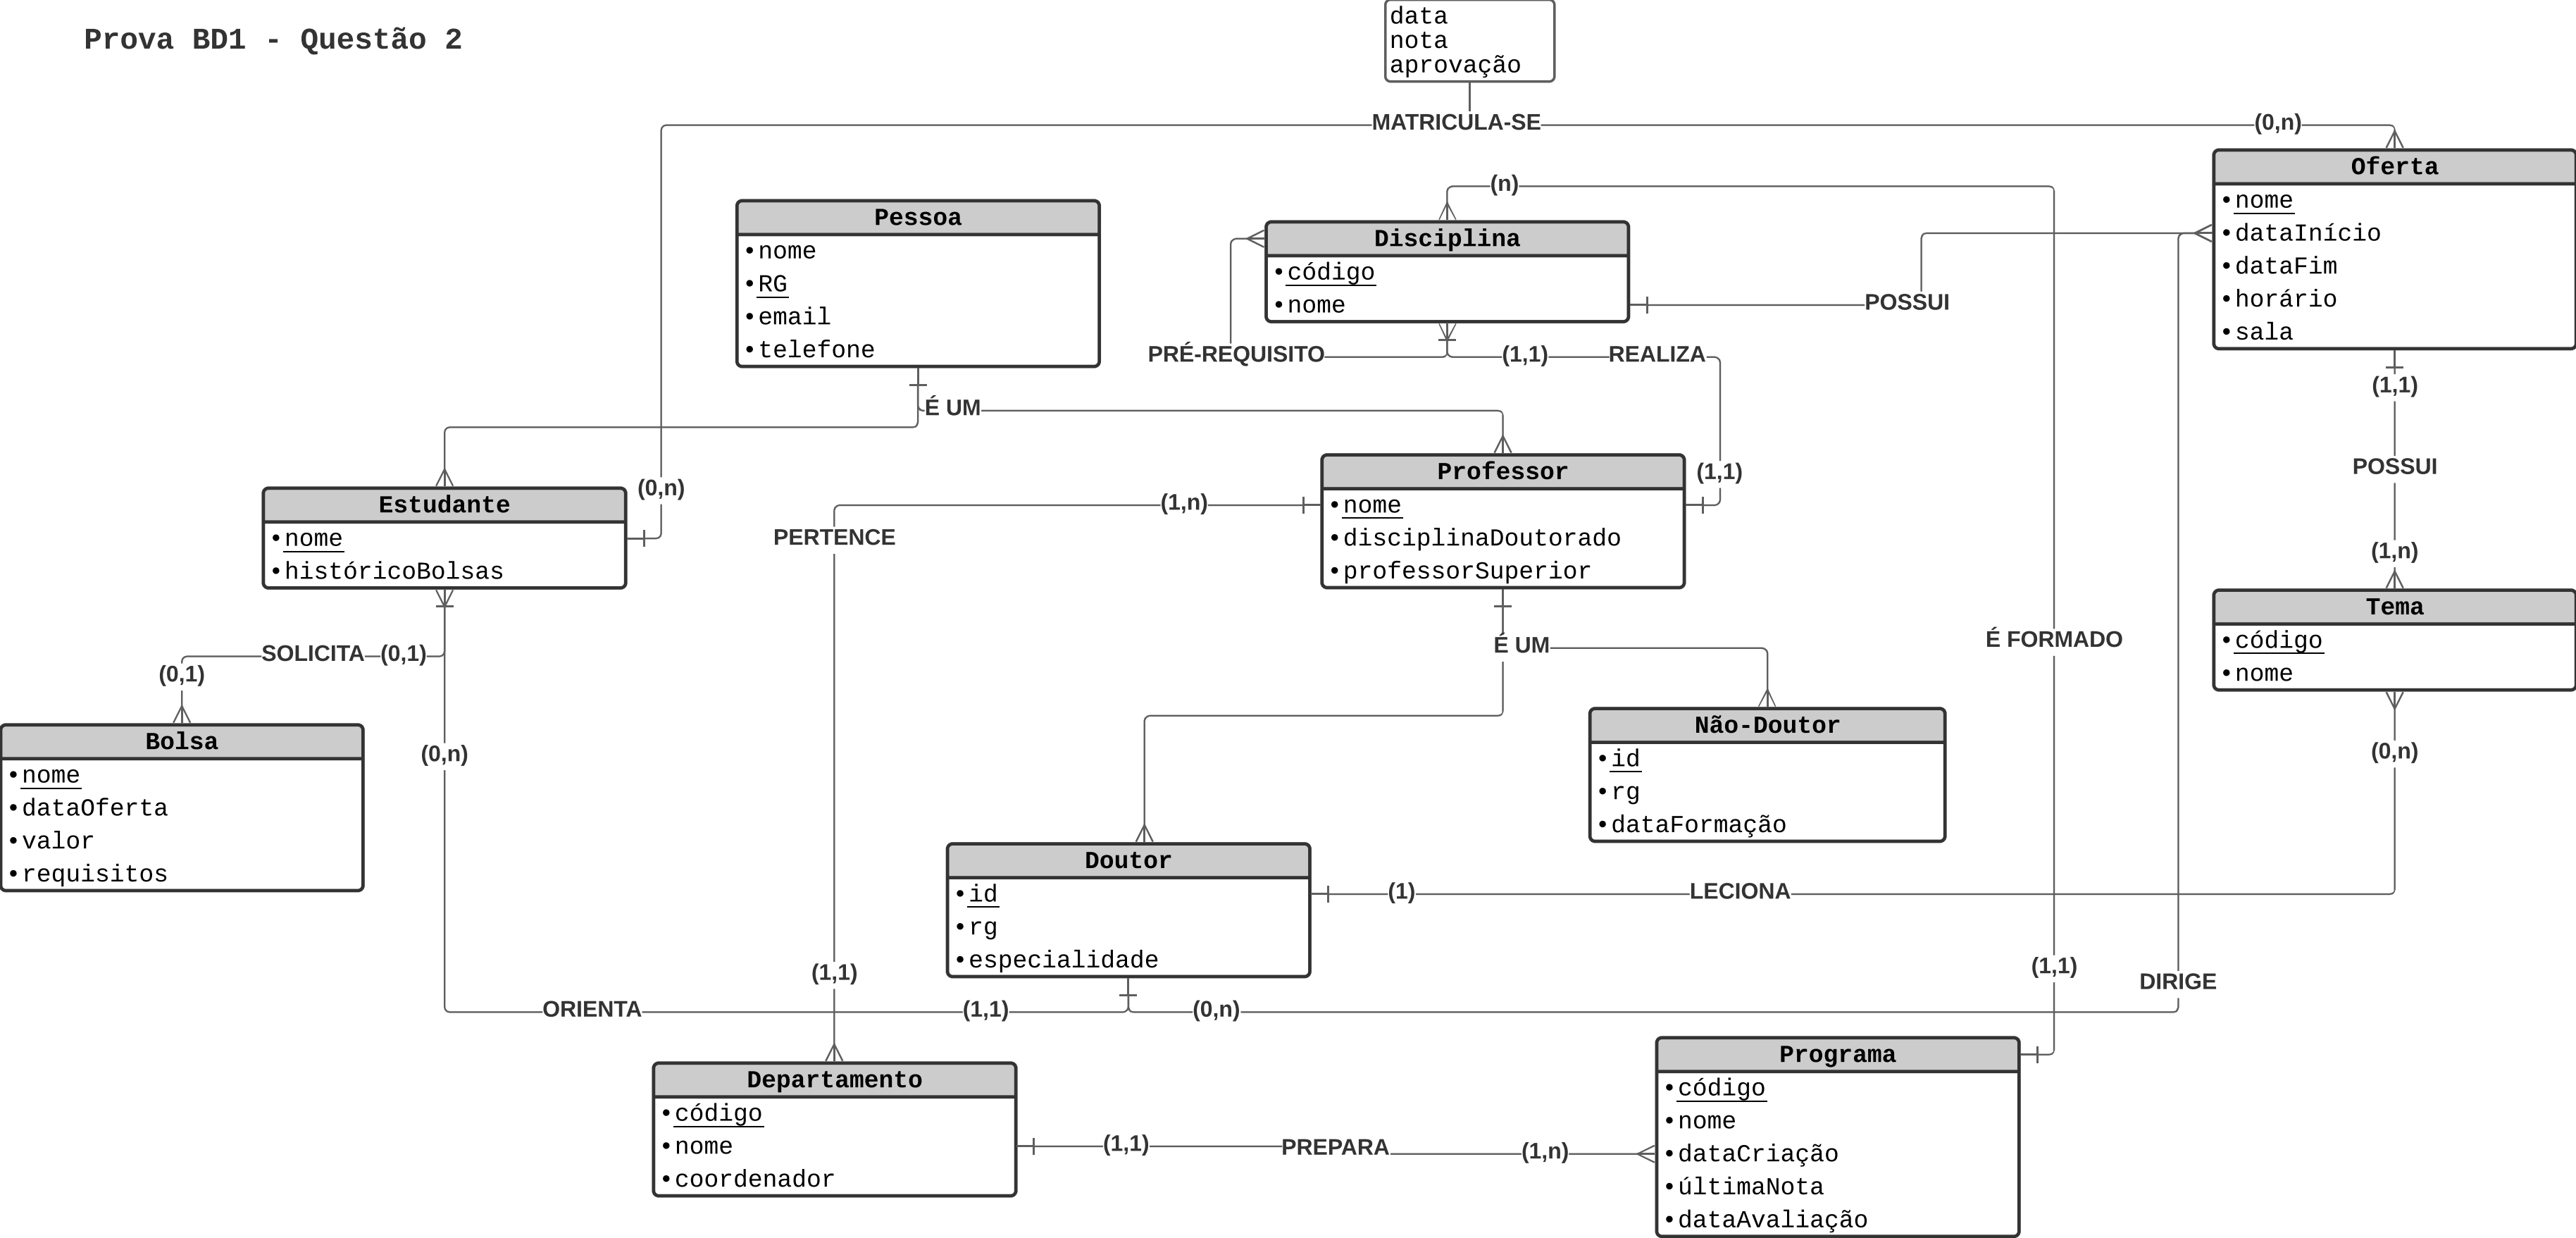 Prova BD1 - Questão 2
data
nota
aprovação
MATRICULA-SE
(0,n)
(0,n)
Oferta
•nome
•dataInício
•dataFim
•horário
•sala
Pessoa
•nome
•RG
•email
•telefone
(n)
Disciplina
•código
•nome
POSSUI
PRÉ-REQUISITO
(1,1)
REALIZA
(1,1)
É UM
(1,1)
POSSUI
(1,n)
Estudante
•nome
•históricoBolsas
Professor
•nome
•disciplinaDoutorado
•professorSuperior
(1,n)
PERTENCE
(1,1)
É UM
É FORMADO
(1,1)
Tema
•código
•nome
(0,n)
SOLICITA
(0,1)
(0,1)
(0,n)
Bolsa
•nome
•dataOferta
•valor
•requisitos
Não-Doutor
•id
•rg
•dataFormação
Doutor
•id
•rg
•especialidade
(1)
LECIONA
DIRIGE
ORIENTA
(1,1)
(0,n)
Departamento
•código
•nome
•coordenador
(1,1)
PREPARA
(1,n)
Programa
•código
•nome
•dataCriação
•últimaNota
•dataAvaliação